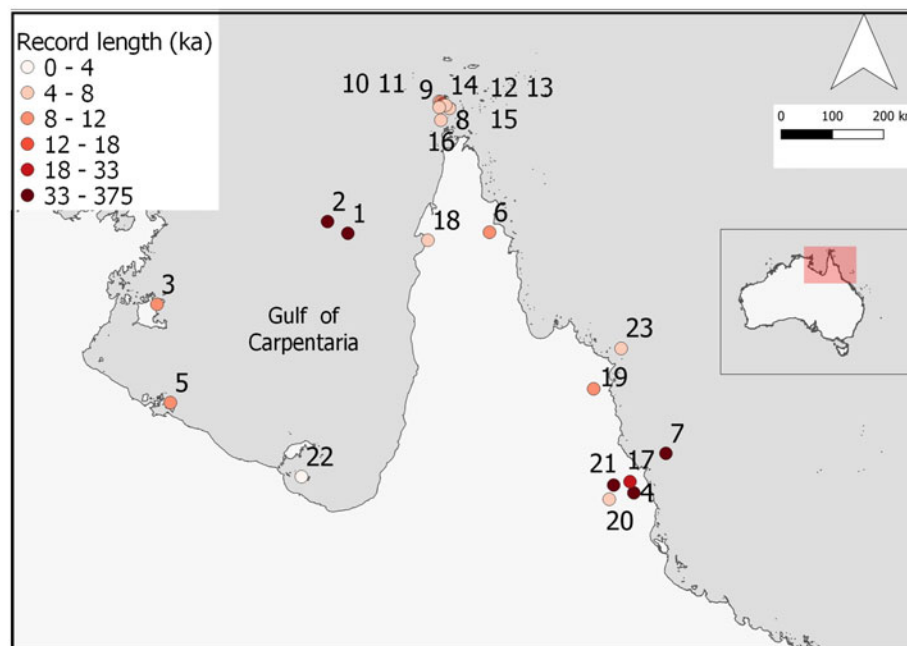 Record length (ka)
0 - 4
4 - 8
8 - 12
12 - 18
18 - 33
33 - 375
10 11 9 14 12 13
8 15
16
0 100 200 km
2
1
18 6
3
Gulf of
Carpentaria
23
19
5
7
22
21 17
4
20